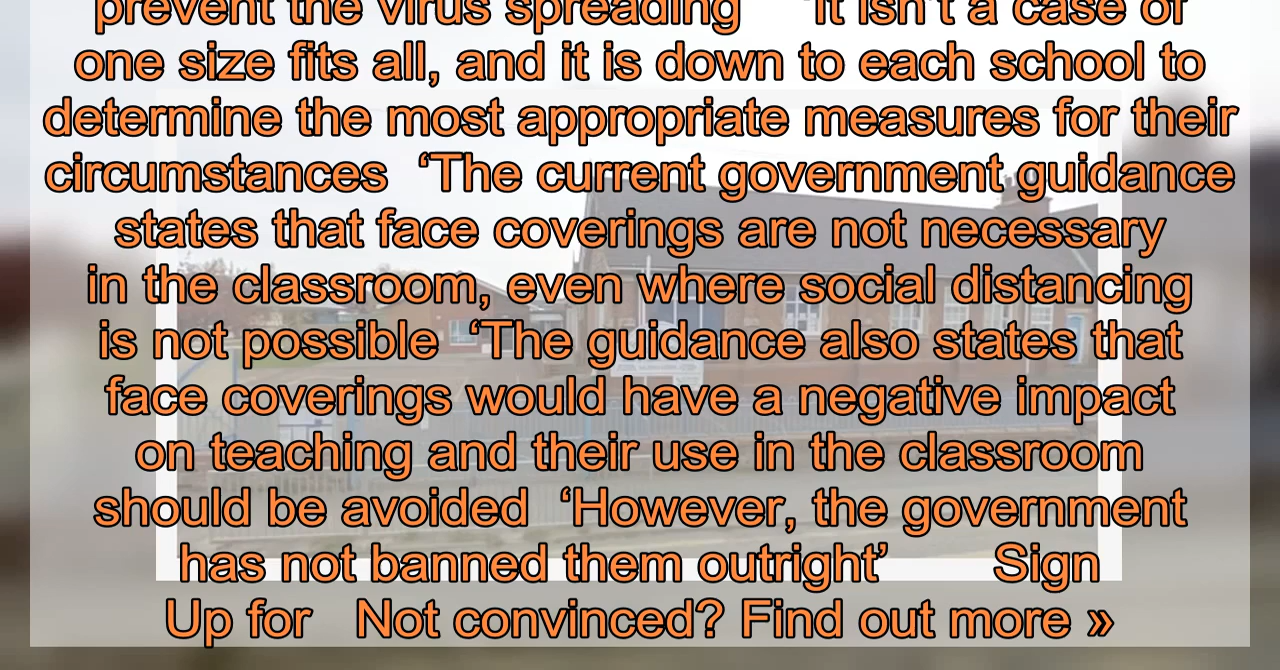 prevent the virus spreading ‘It isn’t a case of
one size fits all, and it is down to each school to
determine the most appropriate measures for their
circumstances ‘The current government guidance
states that face coverings are not necessary
in the classroom, even where social distancing
is not possible ‘The guidance also states that
face coverings would have a negative impact
on teaching and their use in the classroom
should be avoided ‘However, the government
has not banned them outright’ Sign
Up for Not convinced? Find out more »